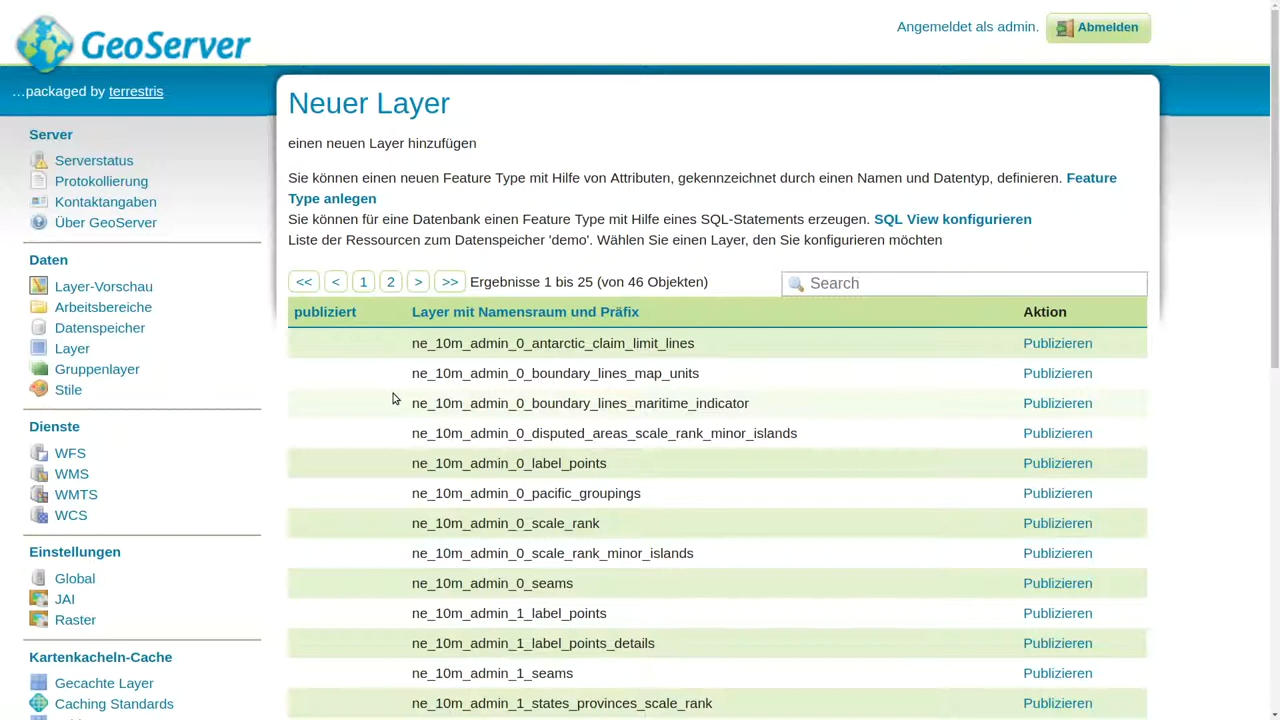 GeoServer
Angemeldet als admin.
Abmelden
...packaged by terrestris
Server
Serverstatus
Protokollierung
Kontaktangaben
Über GeoServer
Daten
Layer-Vorschau
Arbeitsbereiche
Datenspeicher
Layer
Gruppenlayer
Stile
Dienste
WFS
WMS
WMTS
WCS
Einstellungen
Global
JAI
Raster
Kartenkacheln-Cache
Gecachte Layer
Caching Standards
Neuer Layer
einen neuen Layer hinzufügen
Sie können einen neuen Feature Type mit Hilfe von Attributen, gekennzeichnet durch einen Namen und Datentyp, definieren. Feature
Type anlegen
Sie können für eine Datenbank einen Feature Type mit Hilfe eines SQL-Statements erzeugen. SQL View konfigurieren
Liste der Ressourcen zum Datenspeicher 'demo'. Wählen Sie einen Layer, den Sie konfigurieren möchten
<< < 1 2 > >> Ergebnisse 1 bis 25 (von 46 Objekten) Search
publiziert Layer mit Namensraum und Präfix Aktion
ne_10m_admin_0_antarctic_claim_limit_lines Publizieren
ne_10m_admin_0_boundary_lines_map_units Publizieren
ne_10m_admin_0_boundary_lines_maritime_indicator Publizieren
ne_10m_admin_0_disputed_areas_scale_rank_minor_islands Publizieren
ne_10m_admin_0_label_points Publizieren
ne_10m_admin_0_pacific_groupings Publizieren
ne_10m_admin_0_scale_rank Publizieren
ne_10m_admin_0_scale_rank_minor_islands Publizieren
ne_10m_admin_0_seams Publizieren
ne_10m_admin_1_label_points Publizieren
ne_10m_admin_1_label_points_details Publizieren
ne_10m_admin_1_seams Publizieren
ne_10m_admin_1_states_provinces_scale_rank Publizieren